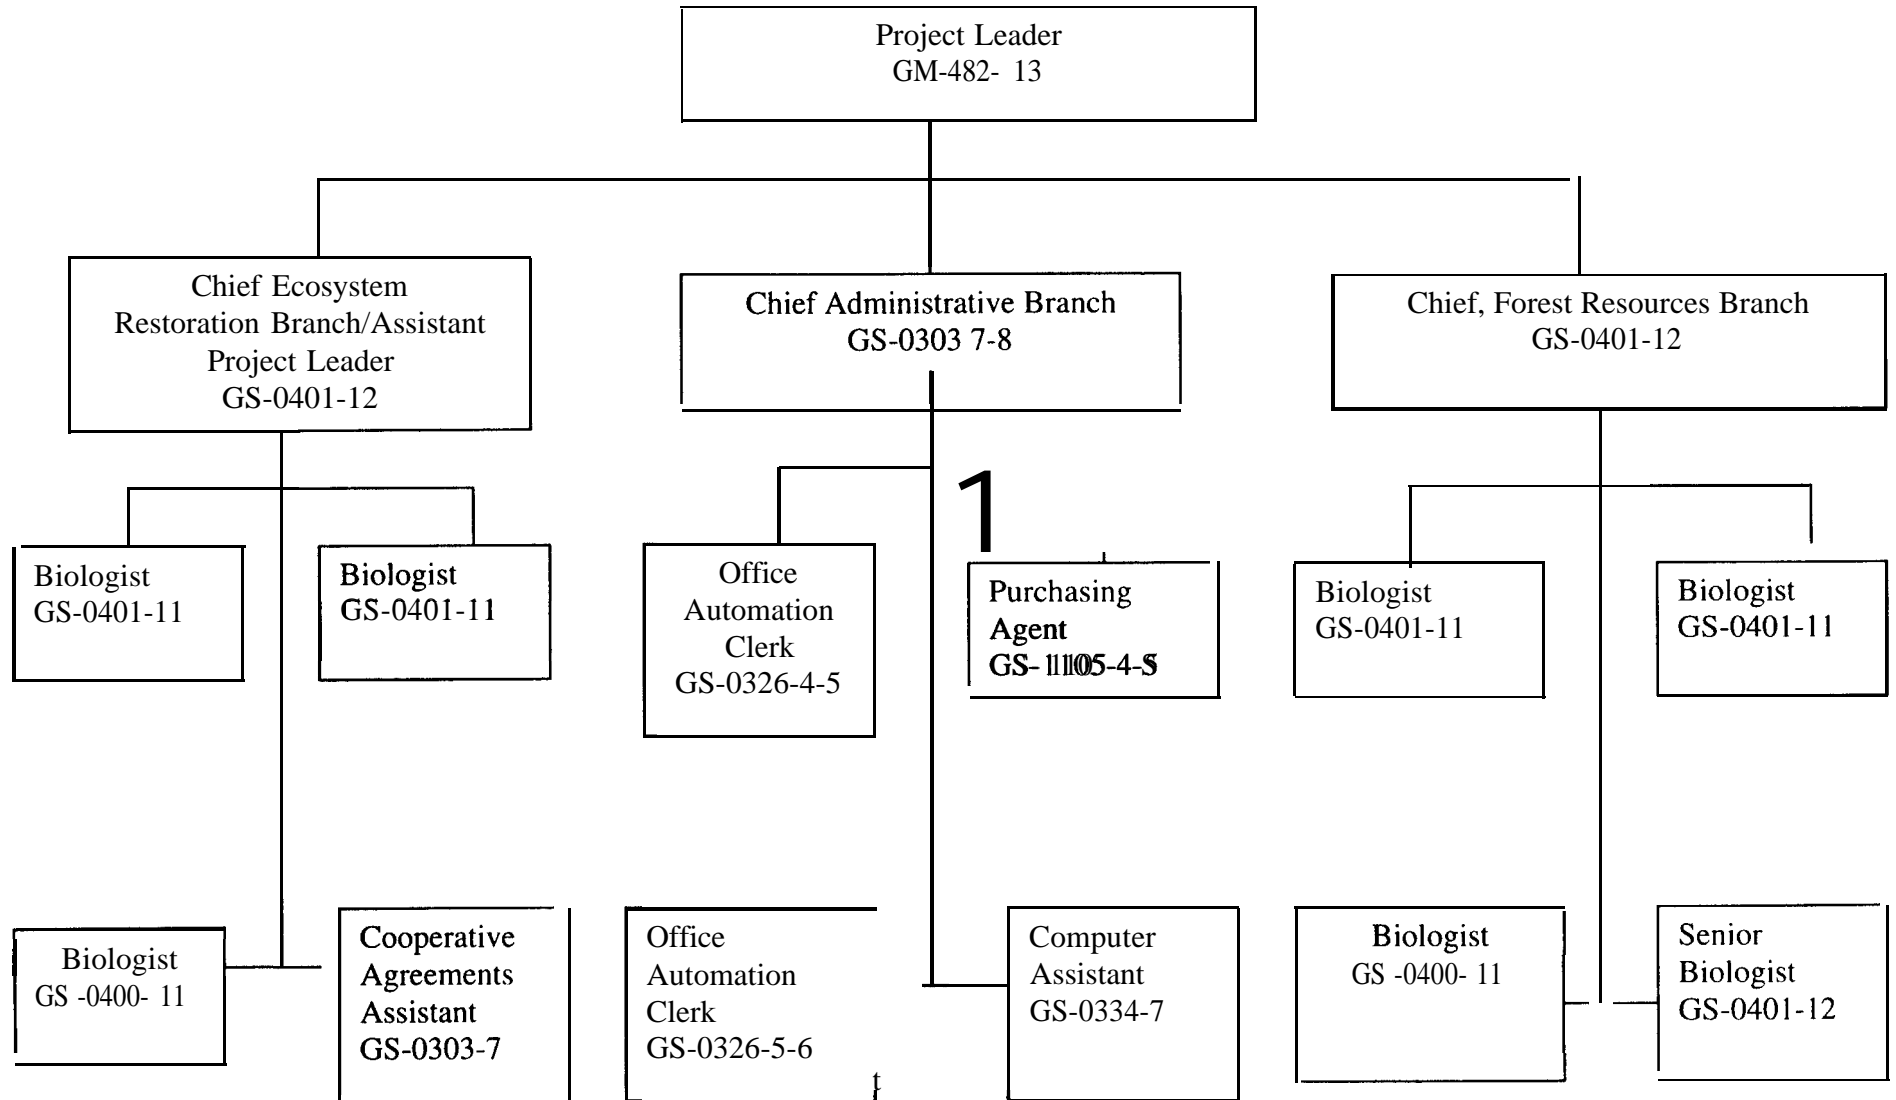 Project Leader
GM-482- 13
Chief Ecosystem
Restoration Branch/Assistant
Project Leader
GS-0401-12
Chief Administrative Branch
GS-0303 7-8
Chief, Forest Resources Branch
GS-0401-12
1
Biologist
GS-0401-11
Biologist
GS-0401-11
Office
Automation
Clerk
GS-0326-4-5
Purchasing
Agent
GS-1105-4-5
Biologist
GS-0401-11
Biologist
GS-0401-11
Biologist
GS -0400- 11
Cooperative
Agreements
Assistant
GS-0303-7
Office
Automation
Clerk
GS-0326-5-6
t
Computer
Assistant
GS-0334-7
Biologist
GS -0400- 11
Senior
Biologist
GS-0401-12